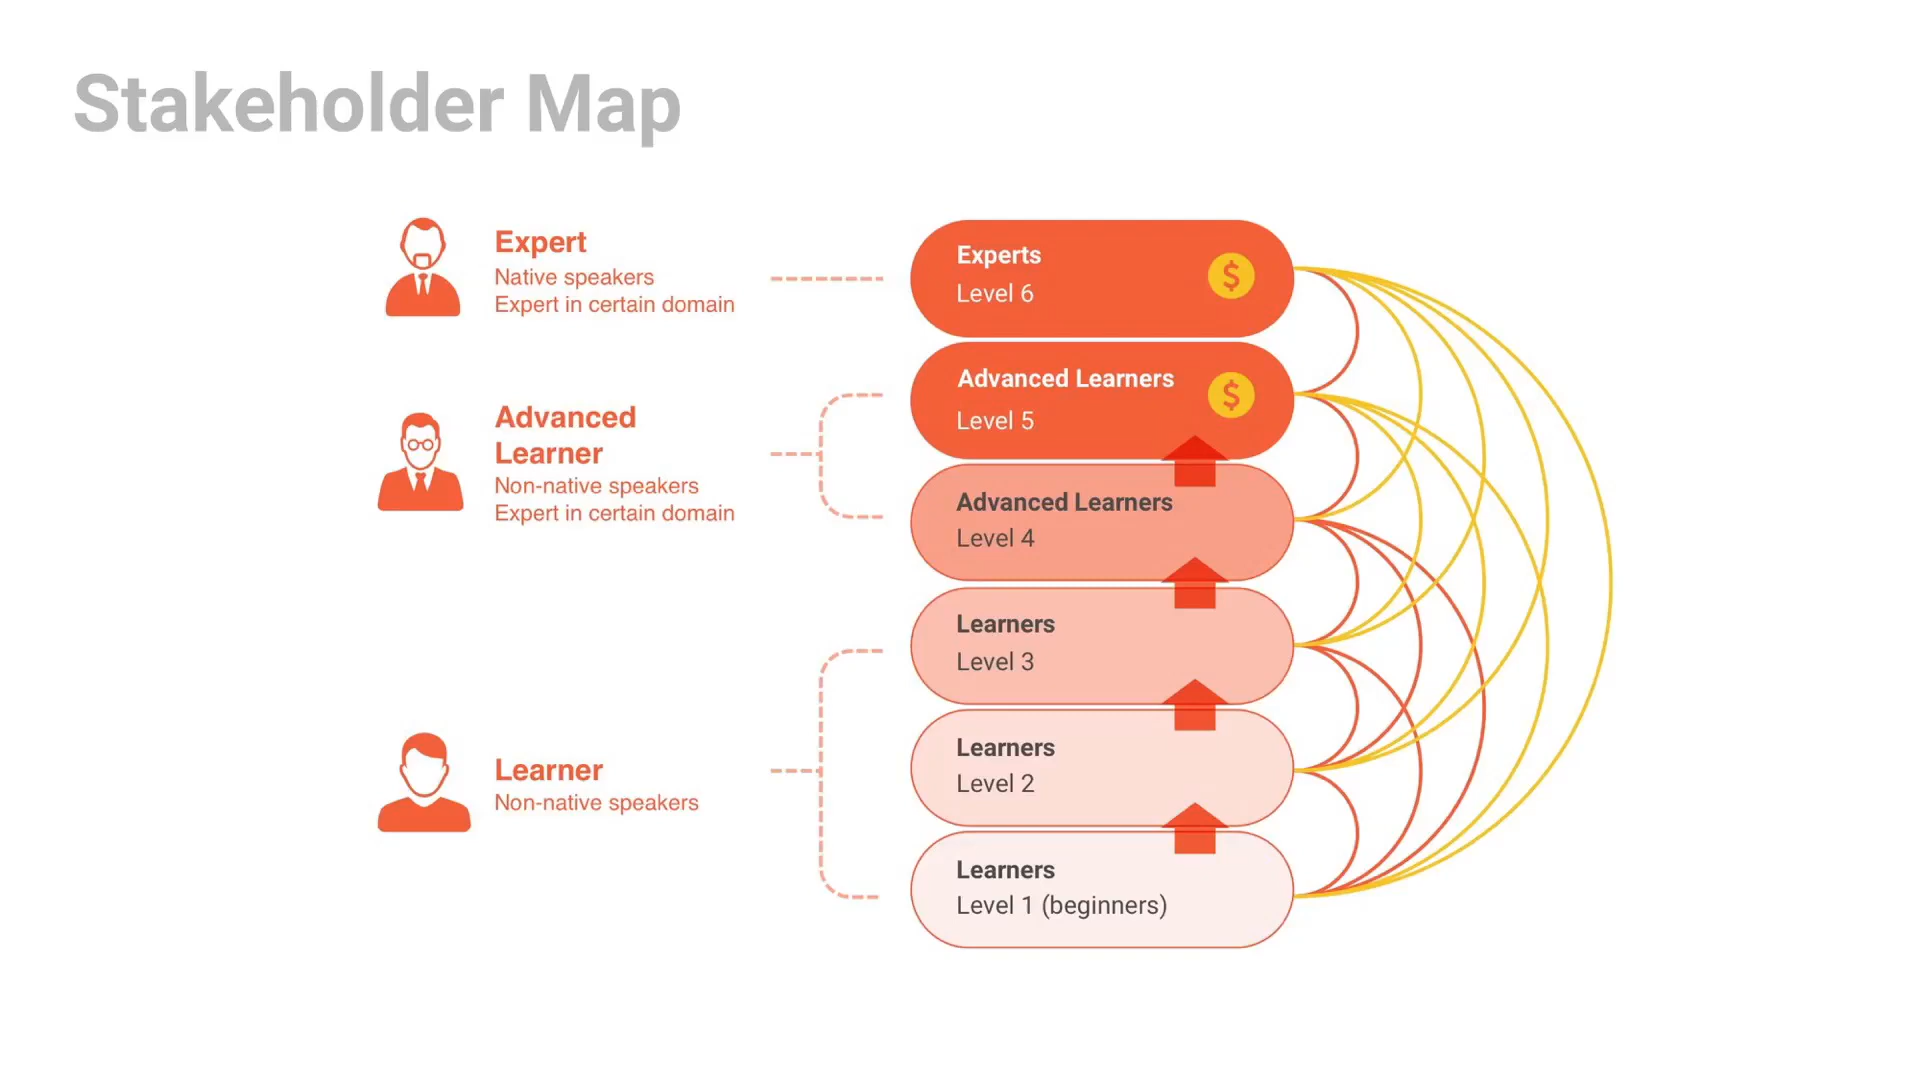 Stakeholder Map
Expert
Native speakers
Expert in certain domain
Advanced
Learner
Non-native speakers
Expert in certain domain
Learner
Non-native speakers
Experts
Level 6
$
Advanced Learners
Level 5
$
Advanced Learners
Level 4
Learners
Level 3
Learners
Level 2
Learners
Level 1 (beginners)